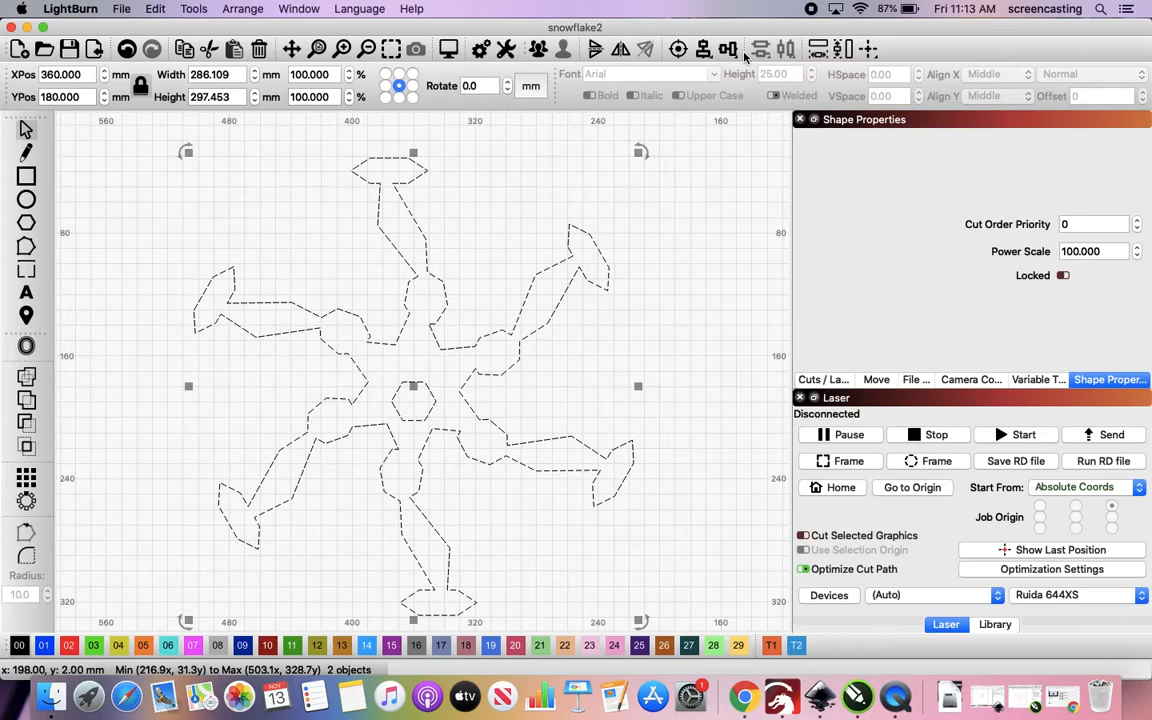 LightBurn File Edit Tools Arrange Window Language Help 87% Fri 11:13 AM screencasting
snowflake2
XPos 360.000 mm Width 286.109 mm 100.000 % Rotate 0.0 mm Font Arial Height 25.00 HSpace 0.00 Align X Middle Normal
YPos 180.000 mm Height 297.453 mm 100.000 % Bold Italic Upper Case Welded VSpace 0.00 Align Y Middle Offset 0
560 480 400 320 240 160
Shape Properties
Cut Order Priority 0
80 80
Power Scale 100.000
Locked
160 160
Cuts / La... Move File ... Camera Co... Variable T... Shape Proper...
Laser
Disconnected
Pause Stop Start Send
Frame Frame Save RD file Run RD file
240 240
Home Go to Origin Start From: Absolute Coords
Job Origin
Cut Selected Graphics
Use Selection Origin Show Last Position
Optimize Cut Path Optimization Settings
Radius:
10.0
Devices (Auto) Ruida 644XS
320 320
Laser Library
00 01 02 03 04 05 06 07 08 09 10 11 12 13 14 15 16 17 18 19 20 21 22 23 24 25 26 27 28 29 T1 T2
x: 198.00, y: 2.00 mm Min (216.9x, 31.3y) to Max (503.1x, 328.7y) 2 objects
NOV
13
1